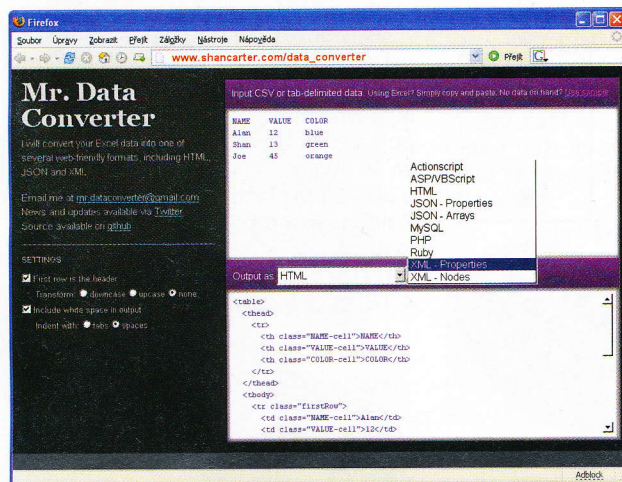 Firefox
Soubor Úpravy Zobrazit Přejít Záložky Nástroje Nápověda
www.shancarter.com/data_converter Přejít
Mr. Data
Converter
I will convert your Excel data into one of
several web-friendly formats, including HTML,
JSON and XML.
Email me at mr.dataconverter@gmail.com
News and updates available via Twitter.
Source available on github
SETTINGS
First row is the header
Transform: downcase upcase none
Include white space in output
Indent with: tabs spaces
Input CSV or tab-delimited data. Using Excel? Simply copy and paste. No data on hand? Use sample
NAME VALUE COLOR
Alan 12 blue
Shan 13 green
Joe 45 orange
Actionscript
ASP/VBScript
HTML
JSON - Properties
JSON - Arrays
MySQL
PHP
Ruby
XML - Properties
XML - Nodes
Output as HTML
<table>
<thead>
<tr>
<th class="NAME-cell">NAME</th>
<th class="VALUE-cell">VALUE</th>
<th class="COLOR-cell">COLOR</th>
</tr>
</thead>
<tbody>
<tr class="firstRow">
<td class="NAME-cell">Alan</td>
<td class="VALUE-cell">12</td>
Adblock